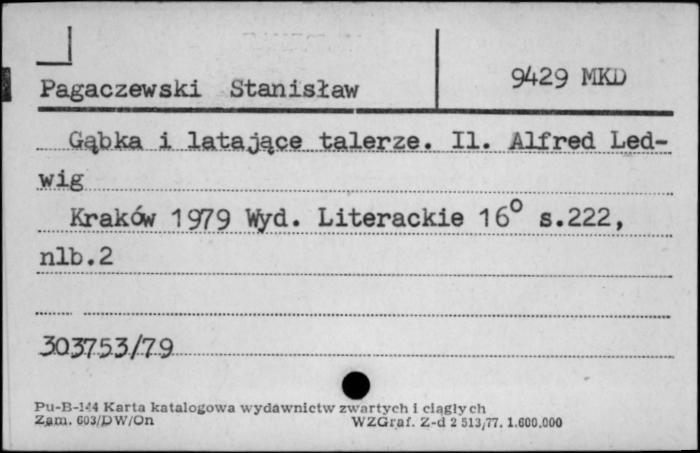 Pagaczewski Stanisław
9429 MKD
Gąbka i latające talerze. Il. Alfred Led-
wig
Kraków 1979 Wyd. Literackie 16° s.222,
nlb.2
303753/79
Pu-B-144 Karta katalogowa wydawnictw zwartych i ciągłych
Zam. 603/DW/On WZGraf. Z-d 2 513/77. 1.600.000